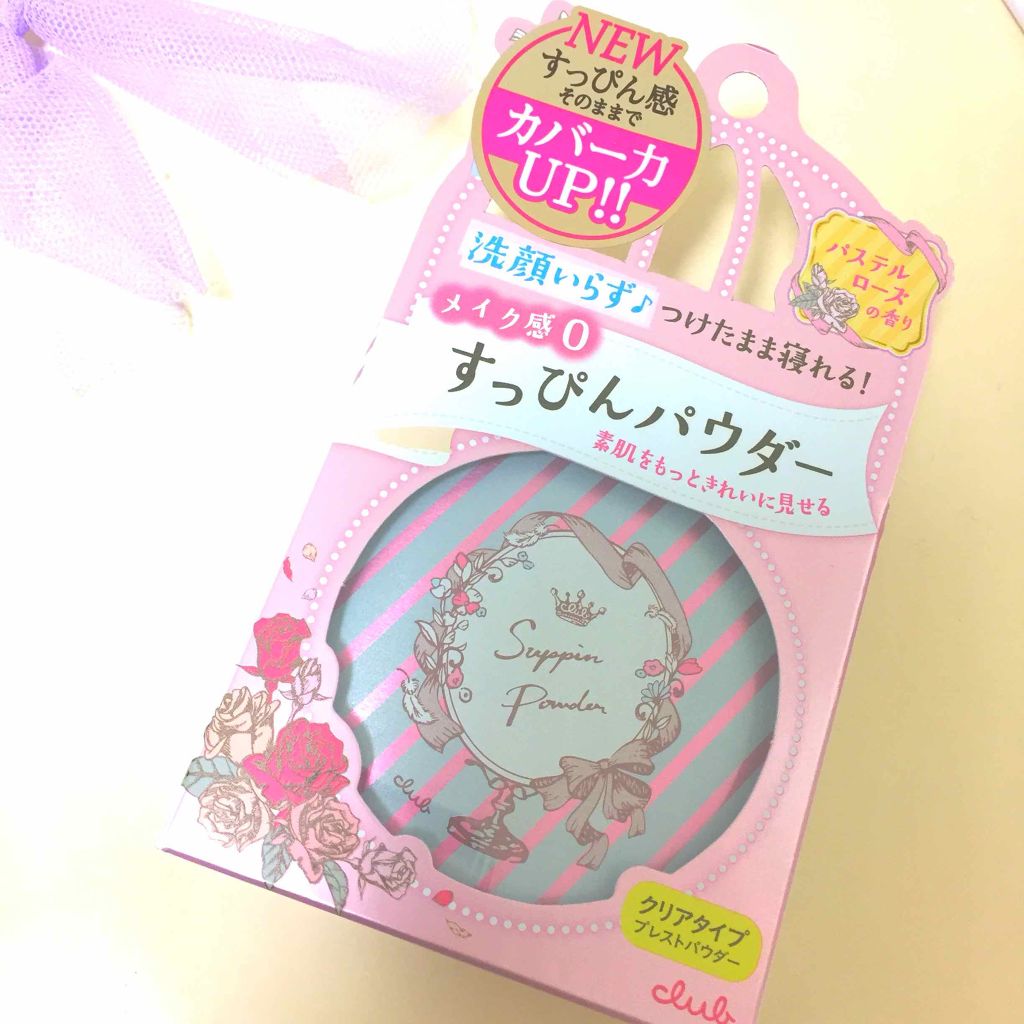 NEW
すっぴん感
そのままで
カバー力
UP!!
パステル
ローズ
の香り
洗顔いらず♪
つけたまま寝れる!
メイク感0
すっぴんパウダー
素肌をもっときれいに見せる
club
Suppin
Powder
club
クリアタイプ
プレストパウダー
club